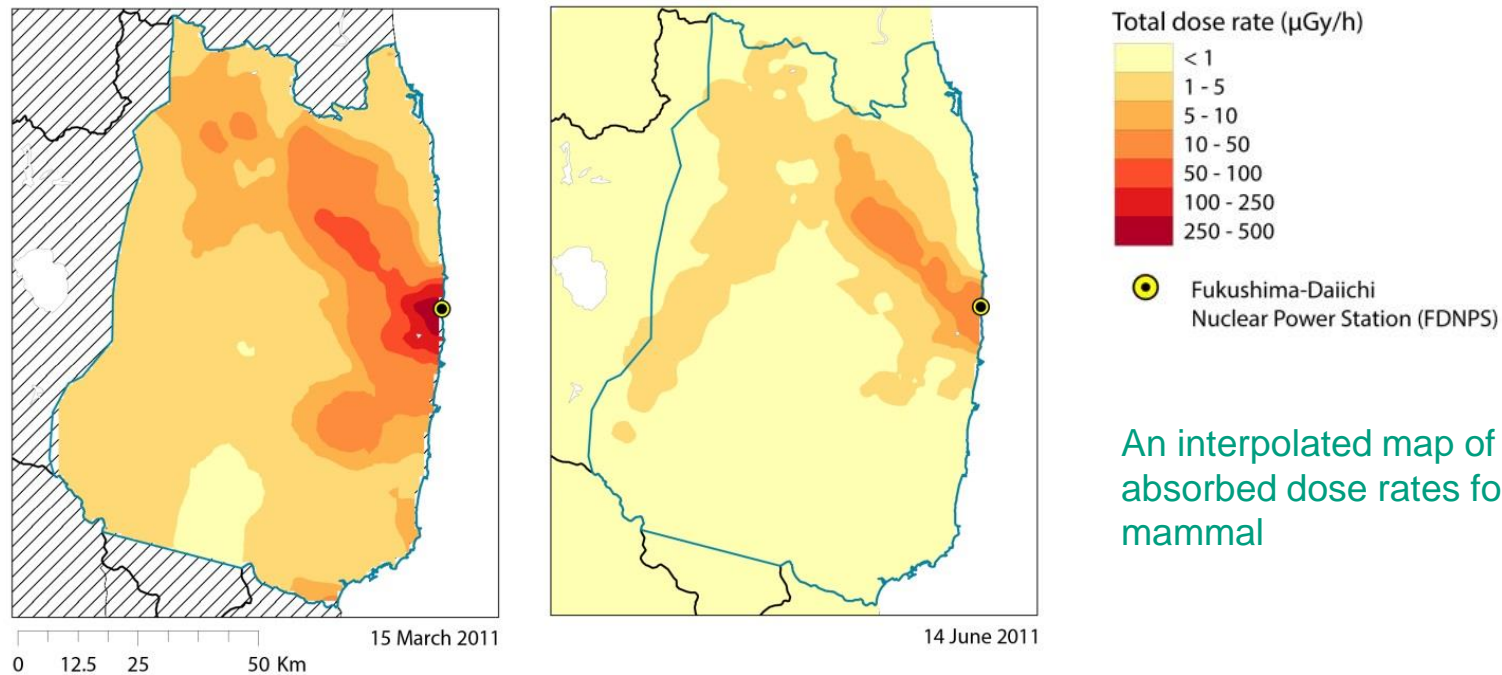 Total dose rate (μGy/h)
< 1
1 - 5
5 - 10
10 - 50
50 - 100
100 - 250
250 - 500
Fukushima-Daiichi
Nuclear Power Station (FDNPS)
An interpolated map of
absorbed dose rates
mammal
15 March 2011
0 12.5 25 50 Km
14 June 2011